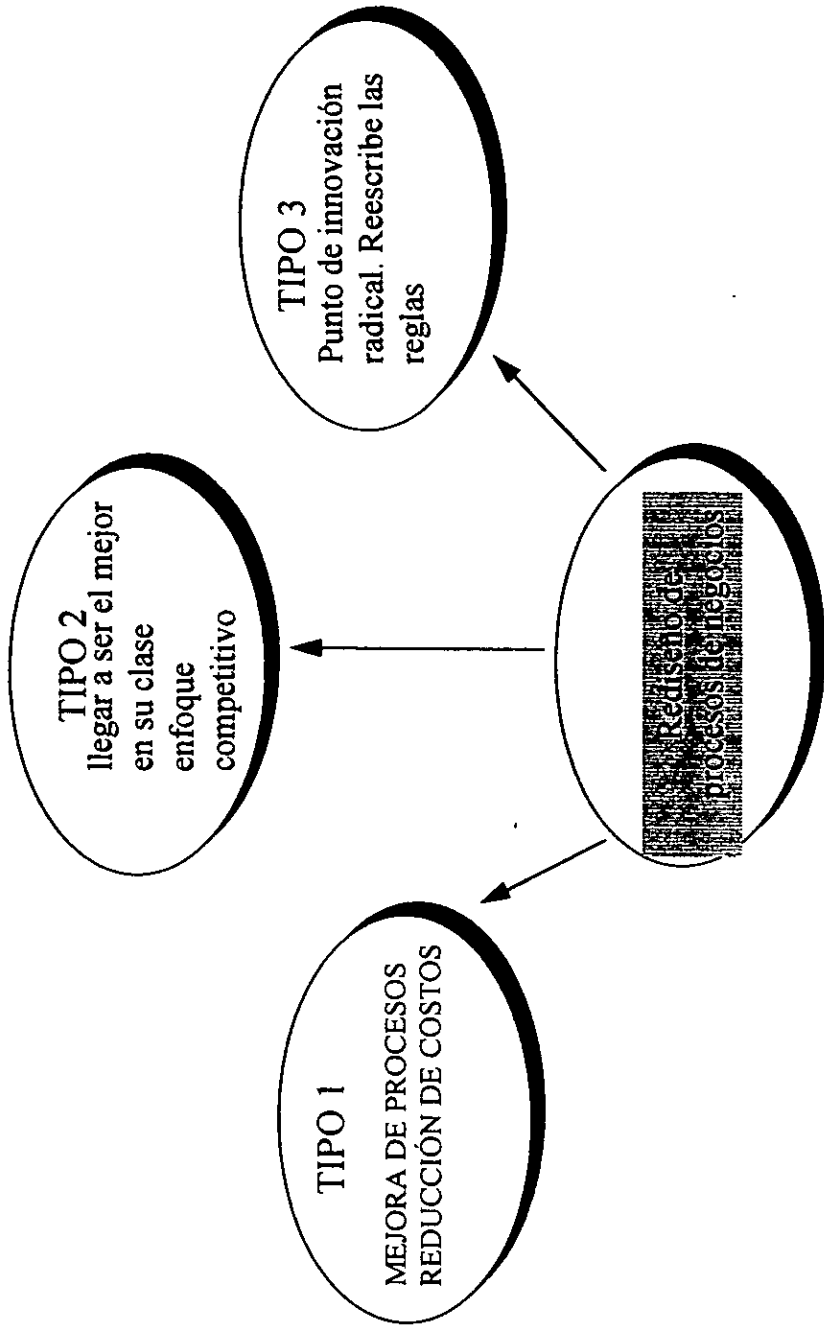 TIPO 1
MEJORA DE PROCESOS
REDUCCIÓN DE COSTOS
TIPO 2
llegar a ser el mejor
en su clase
enfoque
competitivo
TIPO 3
Punto de innovación
radical. Reescribe las
reglas
Rediseño de
procesos de negocios